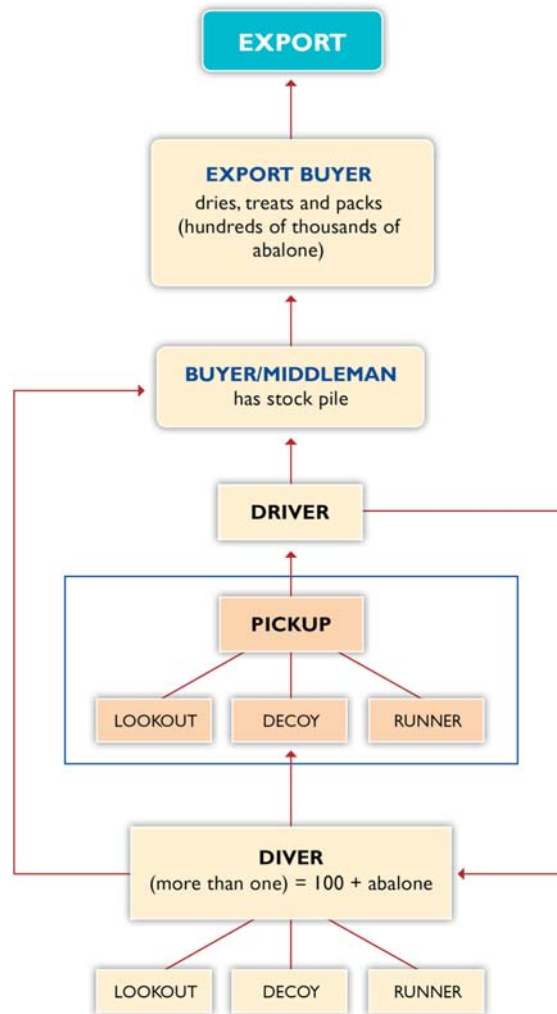 EXPORT
EXPORT BUYER
dries, treats and packs
(hundreds of thousands of
abalone)
BUYER/MIDDLEMAN
has stock pile
DRIVER
PICKUP
LOOKOUT
DECOY
RUNNER
DIVER
(more than one) = 100 + abalone
LOOKOUT
DECOY
RUNNER